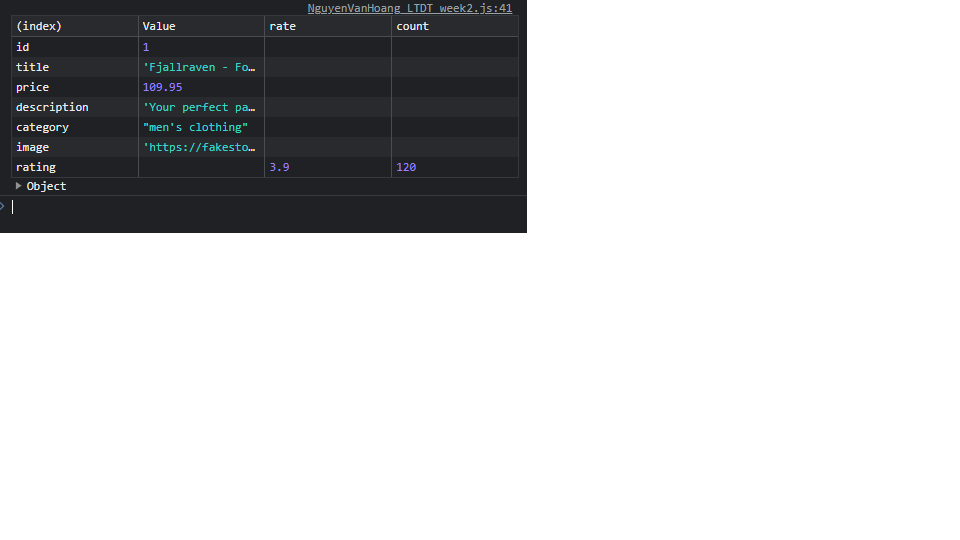 NguyenVanHoang_LTDT_week2.js:41
(index) Value rate count
id 1
title 'Fjallraven - Fo…
price 109.95
description 'Your perfect pa…
category "men's clothing"
image 'https://fakesto…
rating 3.9 120
Object